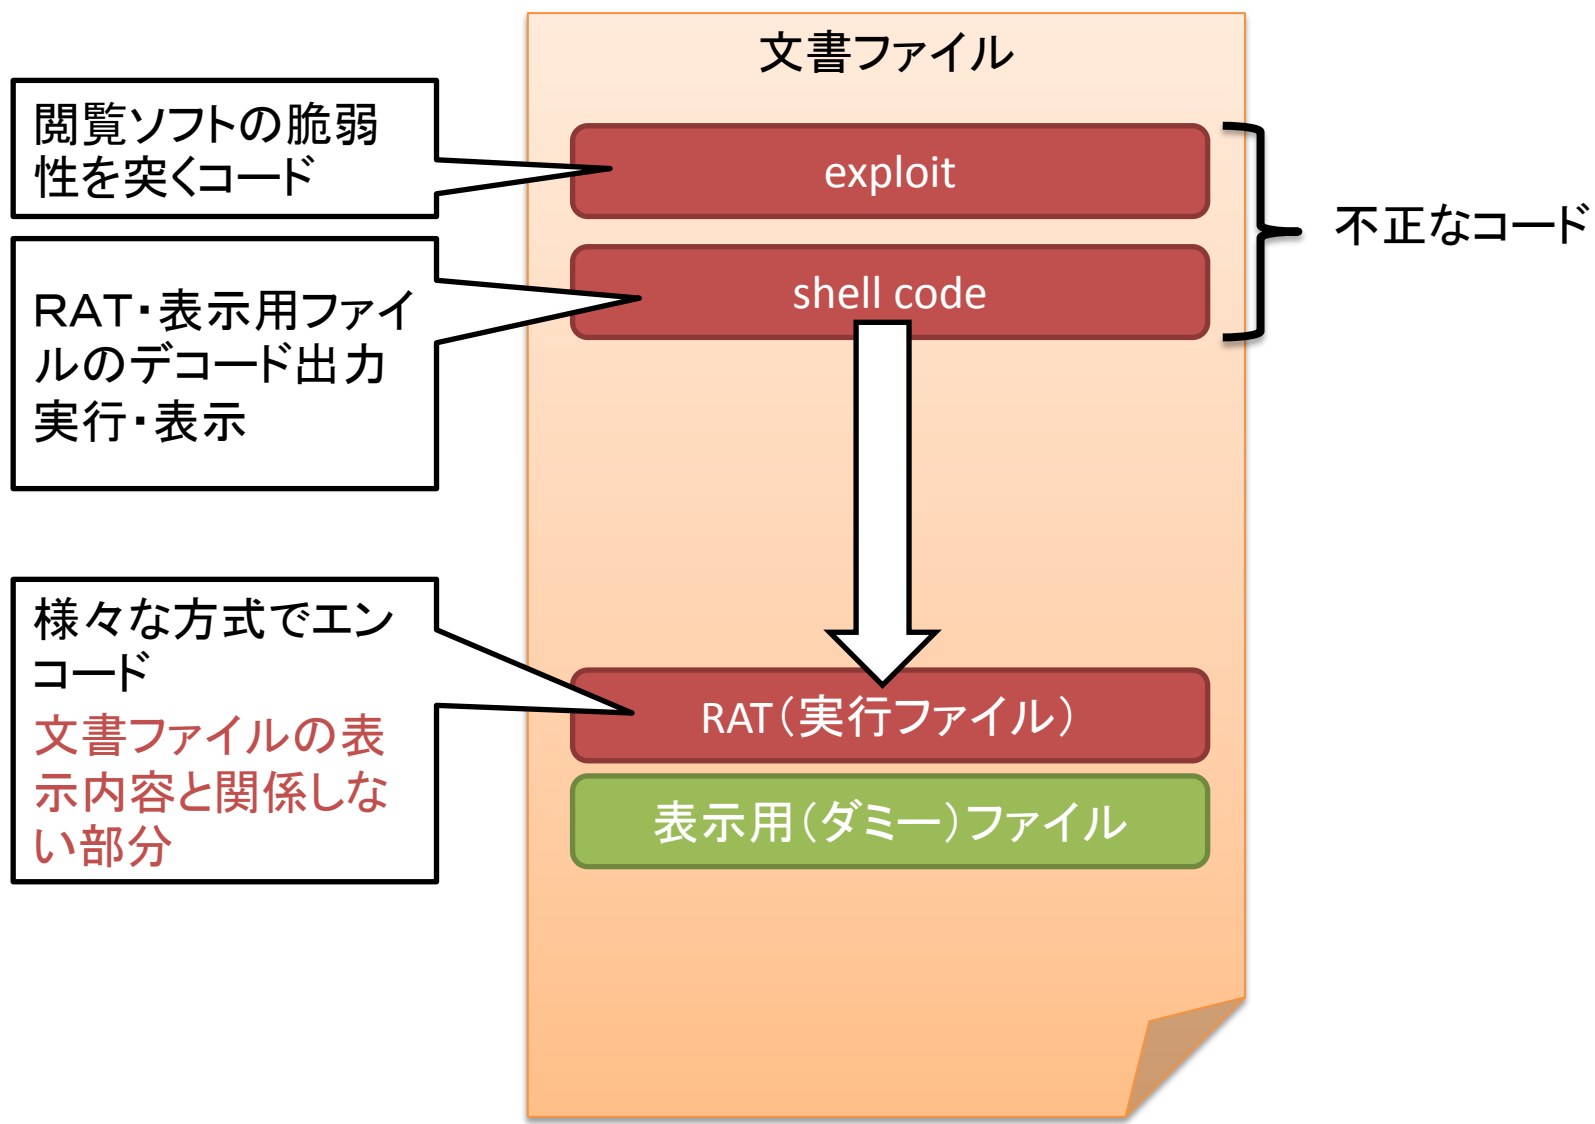 文書ファイル
閲覧ソフトの脆弱
性を突くコード
exploit
不正なコード
shell code
RAT・表示用ファイ
ルのデコード出力
実行・表示
様々な方式でエン
コード
文書ファイルの表
示内容と関係しな
い部分
RAT（実行ファイル）
表示用（ダミー）ファイル